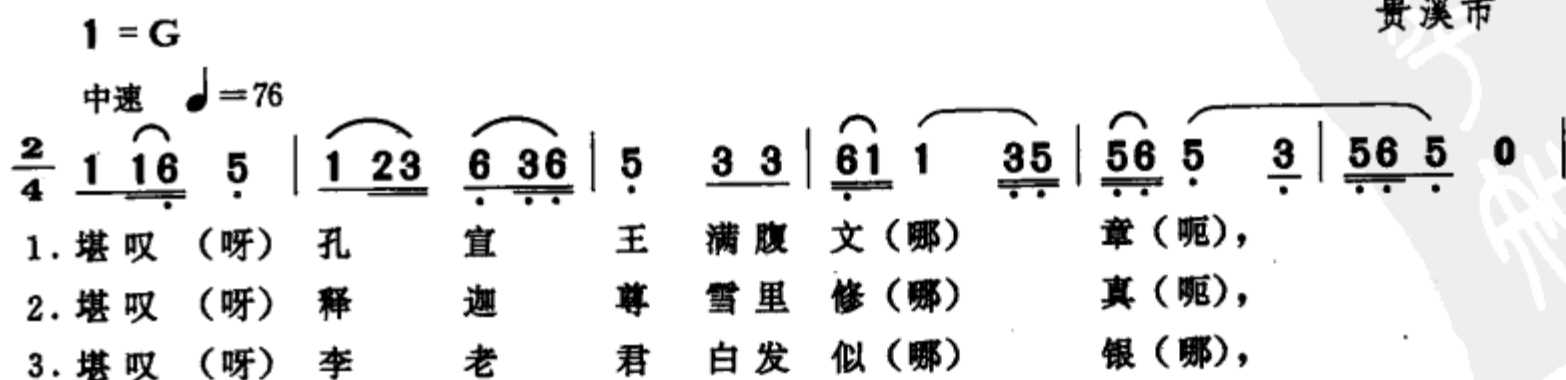 贵溪市
1 = G
中速 ♩=76
2/4 1 16 5 | 1 23 6 36 | 5 3 3 | 61 1 35 | 56 5 3 | 56 5 0 |
1. 堪叹 (呀) 孔 宣 王 满腹 文 (哪) 章 (呃),
2. 堪叹 (呀) 释 迦 尊 雪里 修 (哪) 真 (呃),
3. 堪叹 (呀) 李 老 君 白发 似 (哪) 银 (哪),